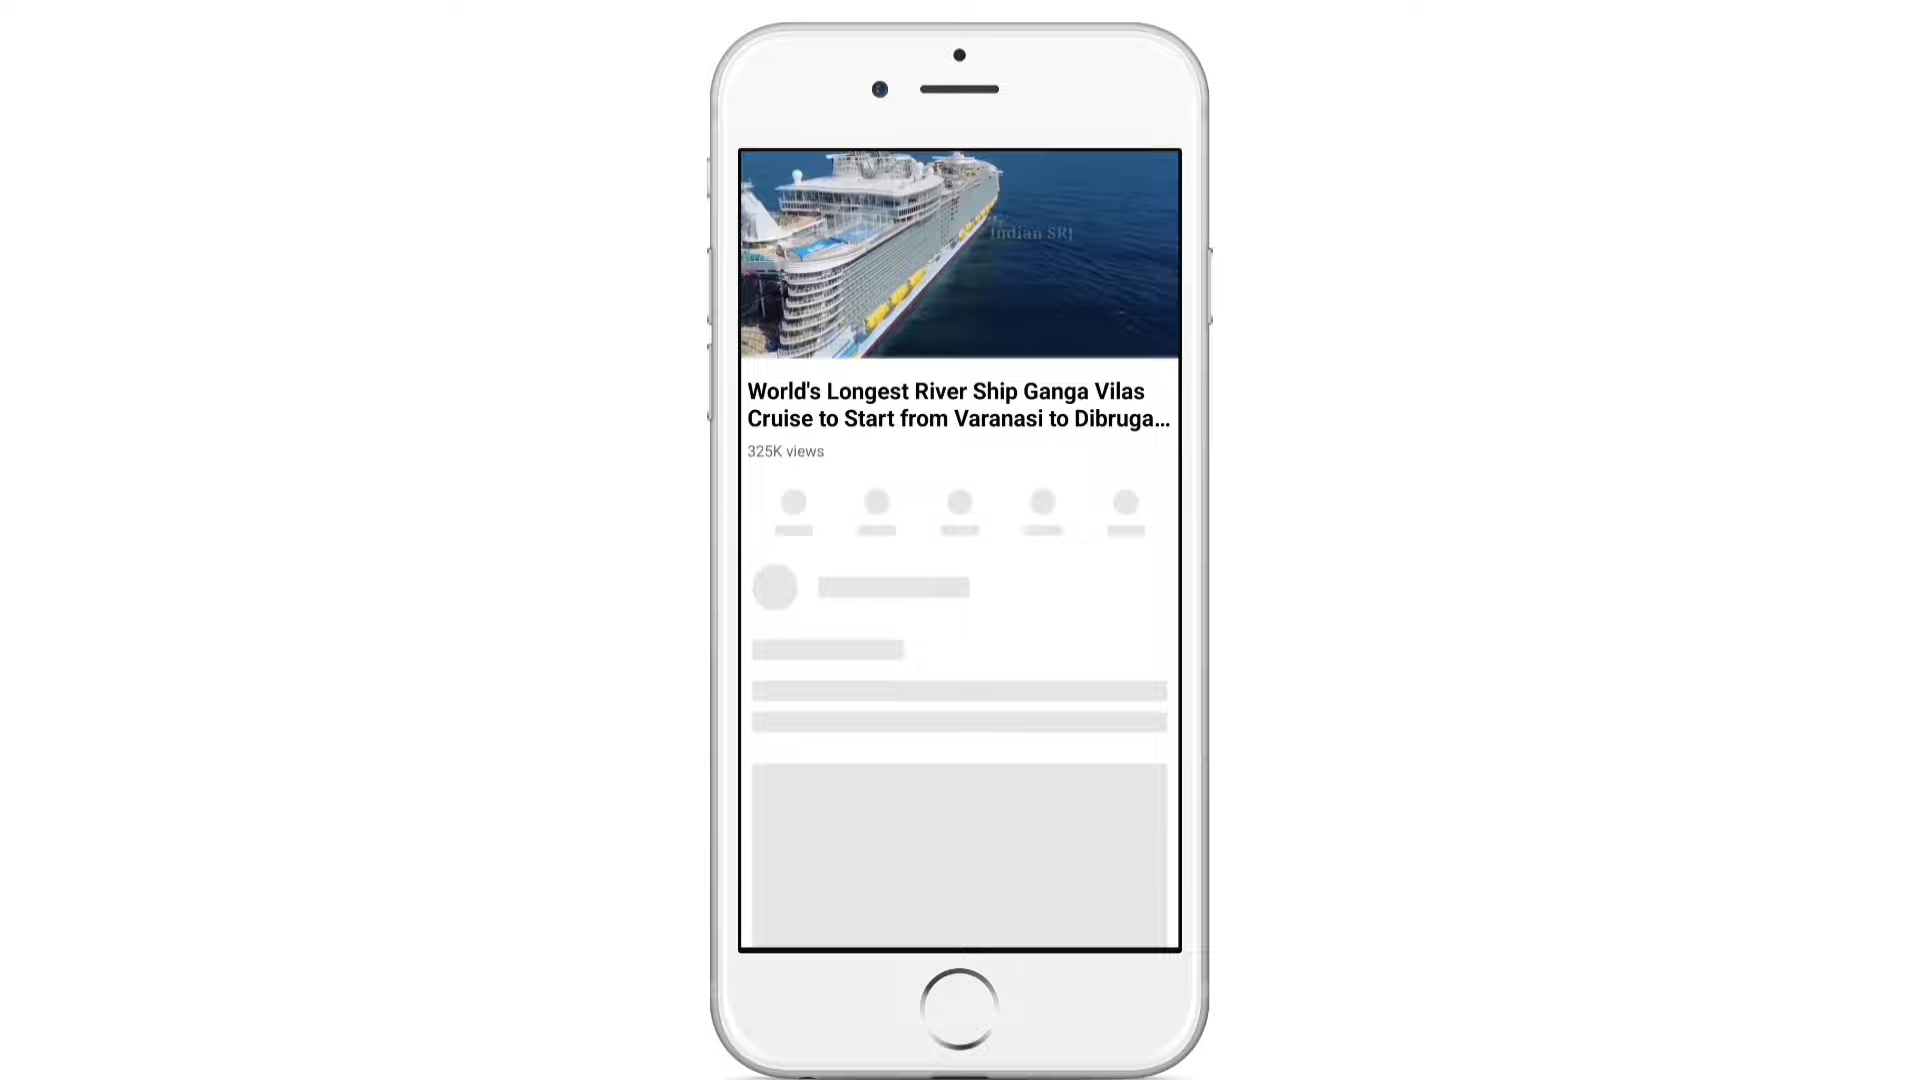 Indian SRJ
World's Longest River Ship Ganga Vilas
Cruise to Start from Varanasi to Dibruga...
325K views